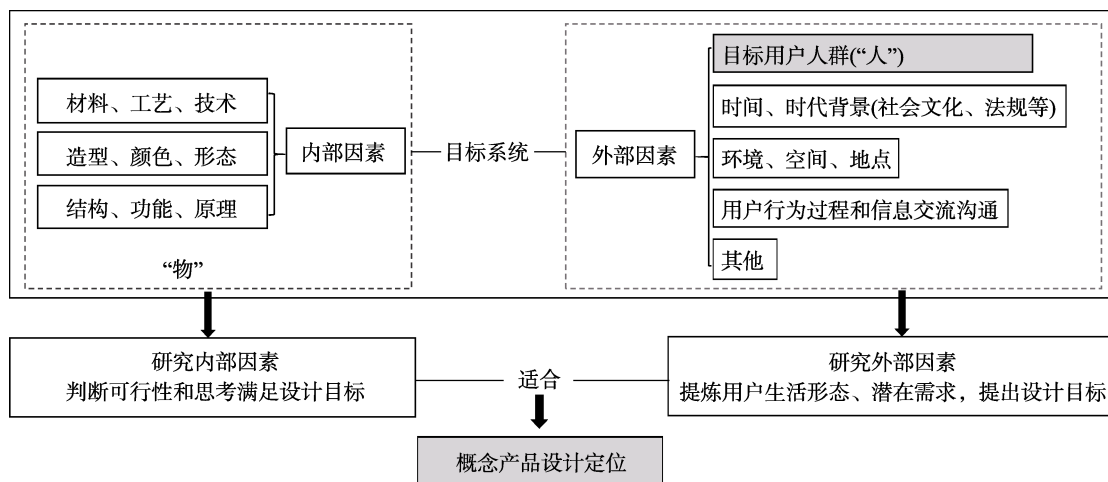 目标用户人群(“人”)
材料、工艺、技术
时间、时代背景(社会文化、法规等)
造型、颜色、形态
内部因素
目标系统
外部因素
环境、空间、地点
结构、功能、原理
用户行为过程和信息交流沟通
“物”
其他
研究内部因素
判断可行性和思考满足设计目标
适合
研究外部因素
提炼用户生活形态、潜在需求，提出设计目标
概念产品设计定位